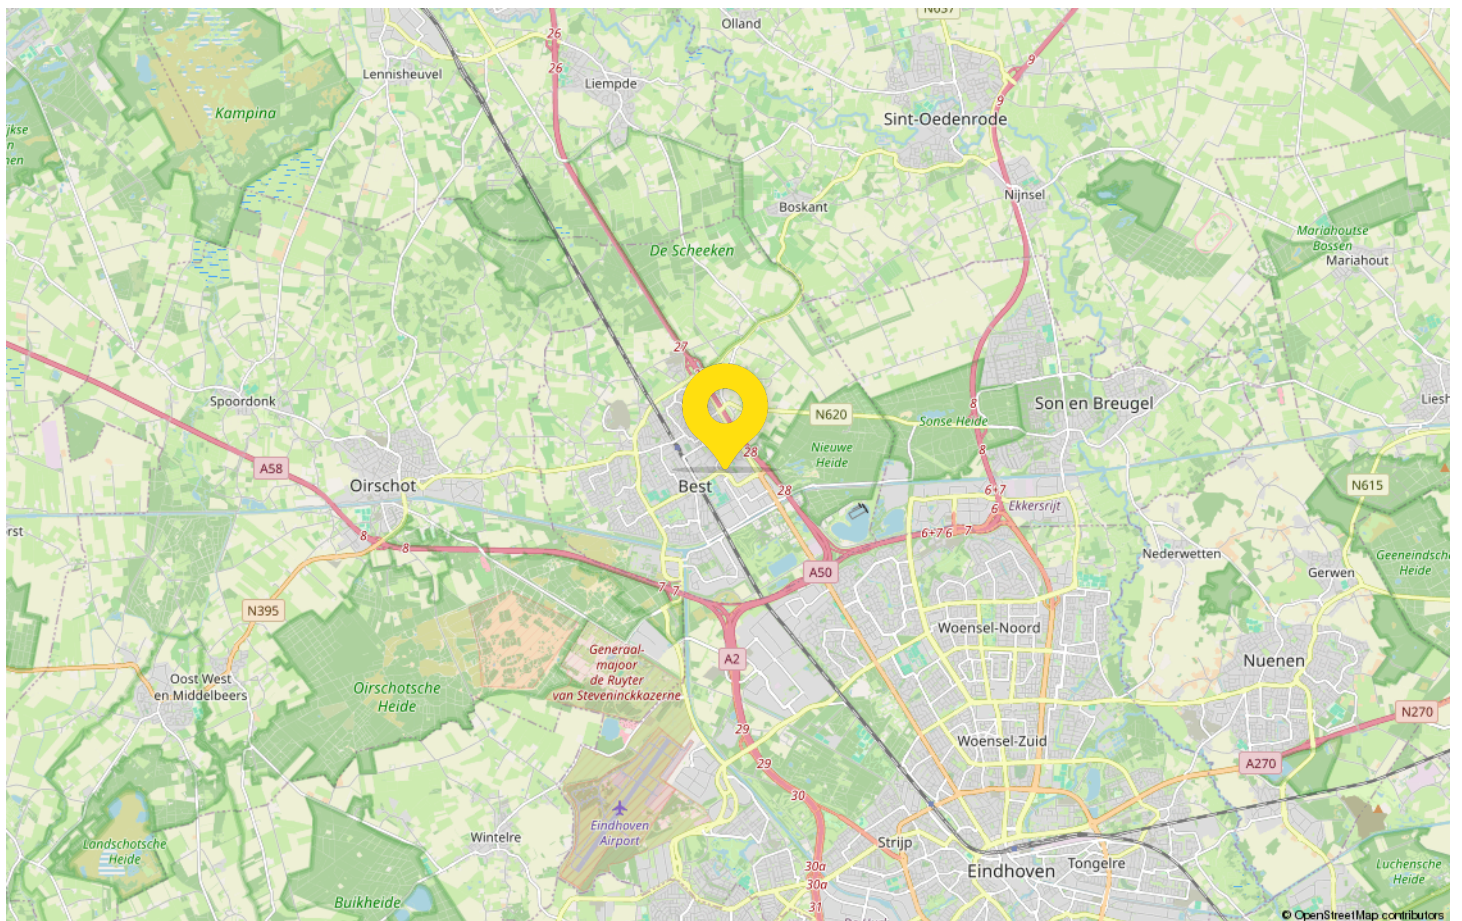 N637
Olland
26
26
Lennisheuvel
Liempde
9
9
Kampina
Sint-Oedenrode
Nijnsel
Boskant
De Scheeken
Mariahoutse
Bossen
Mariahout
27
Spoordonk
N620
Son en Breugel
8
Sonse Heide
Nieuwe
Heide
8
28
A58
Oirschot
Best
28
6+7
6
Ekkersrijt
N615
8
8
6+7
6
7
Nederwetten
Geeneindsche
Heide
Gerwen
A50
7
7
N395
Woensel-Noord
Generaal-
majoor
de Ruyter
van Steveninckkazerne
A2
Nuenen
Oost West
en Middelbeers
Oirschotsche
Heide
N270
29
29
Woensel-Zuid
A270
30
Eindhoven
Airport
Wintelre
Landschotsche
Heide
Strijp
Eindhoven
Tongelre
30a
30a
31
Luchensche
Heide
Buikheide
© OpenStreetMap contributors